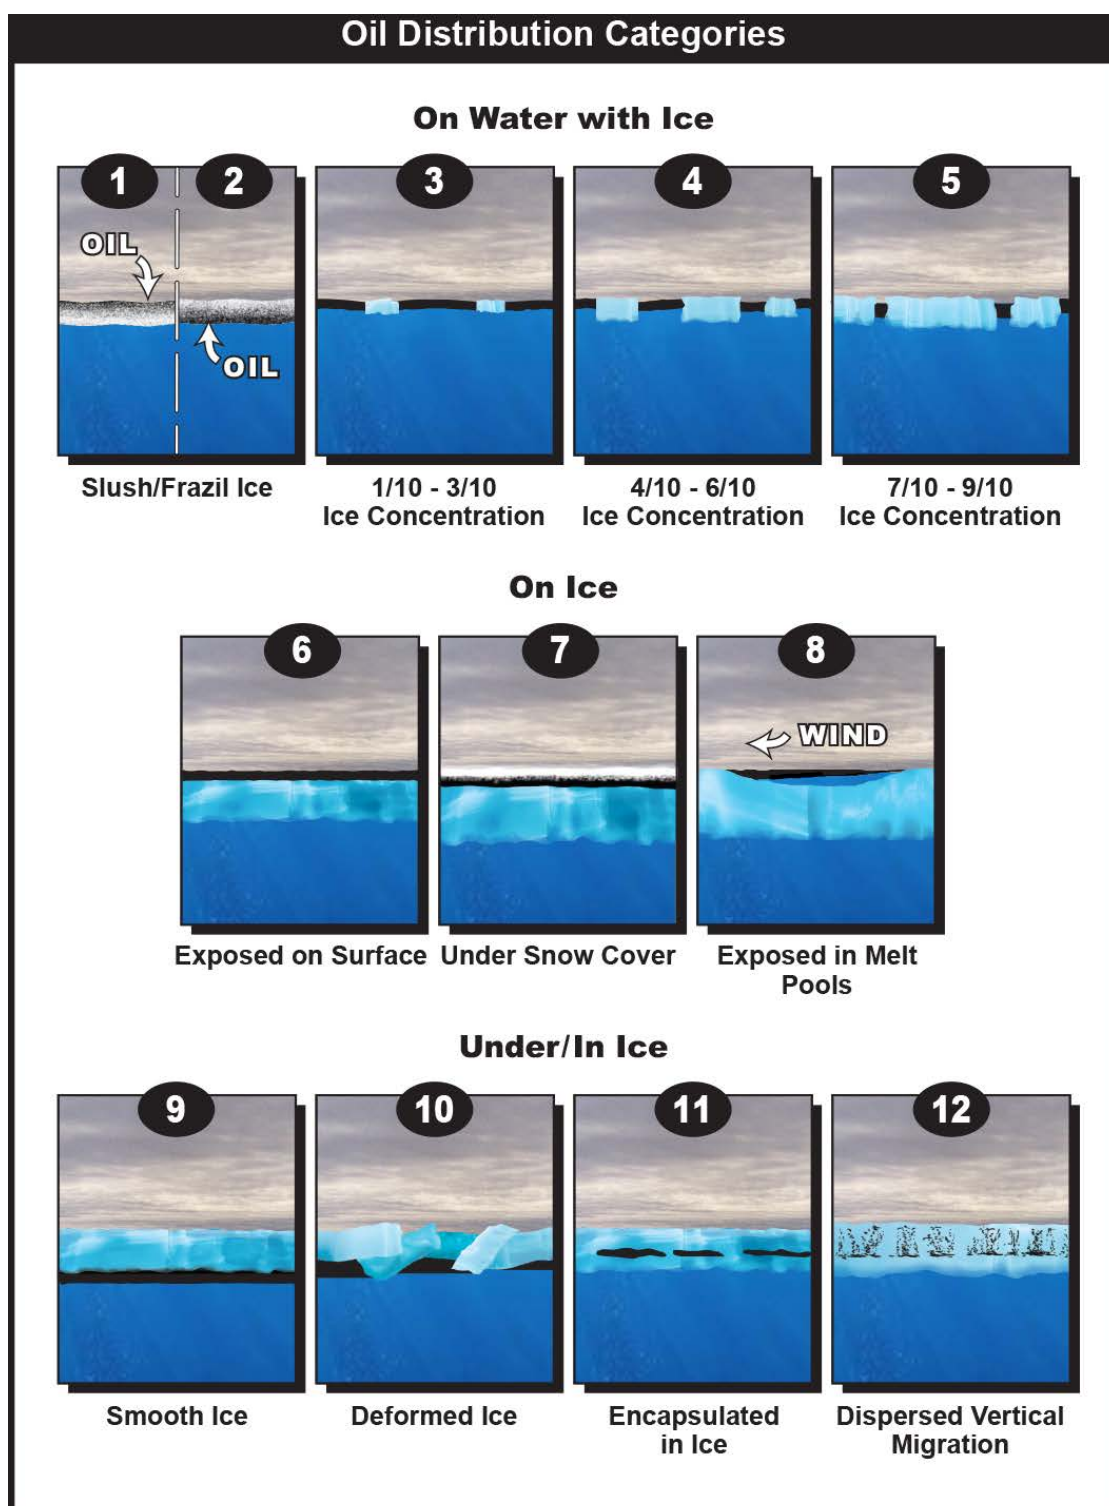 Oil Distribution Categories
On Water with Ice
1 2 3 4 5
OIL
OIL
Slush/Frazil Ice
1/10 - 3/10
Ice Concentration
4/10 - 6/10
Ice Concentration
7/10 - 9/10
Ice Concentration
On Ice
6 7 8
WIND
Exposed on Surface
Under Snow Cover
Exposed in Melt
Pools
Under/In Ice
9 10 11 12
Smooth Ice
Deformed Ice
Encapsulated
in Ice
Dispersed Vertical
Migration